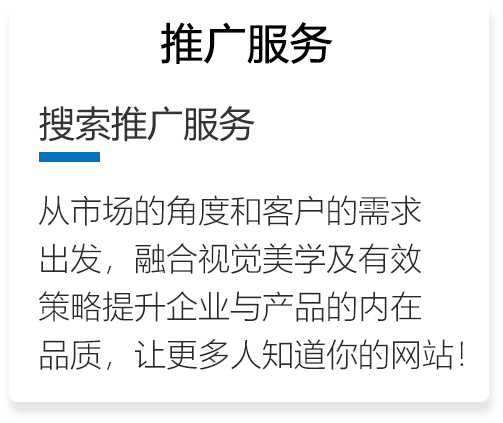 推广服务
搜索推广服务
从市场的角度和客户的需求
出发，融合视觉美学及有效
策略提升企业与产品的内在
品质，让更多人知道你的网站！